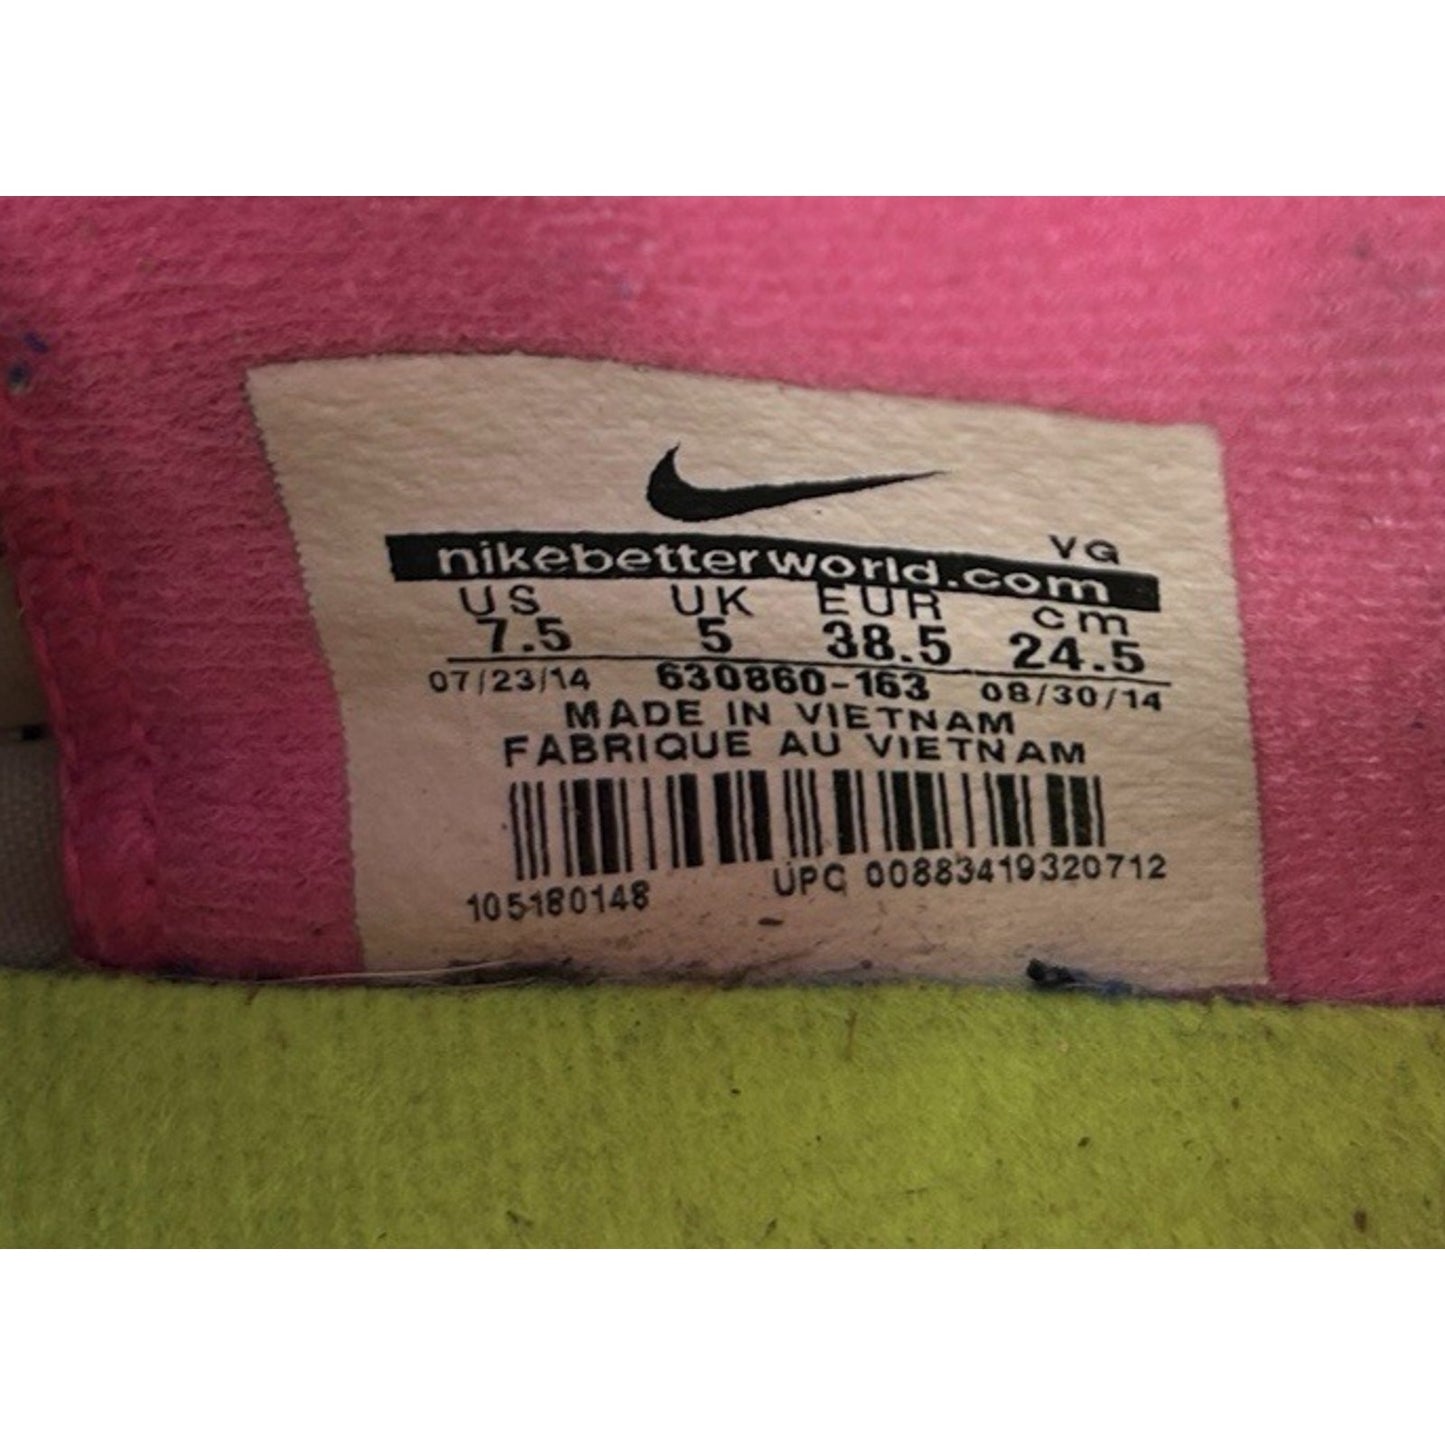 VG
nikebetterworld.com
US UK EUR cm
7.5 5 38.5 24.5
07/23/14 630860-163 08/30/14
MADE IN VIETNAM
FABRIQUE AU VIETNAM
105180148 UPC 00883419320712